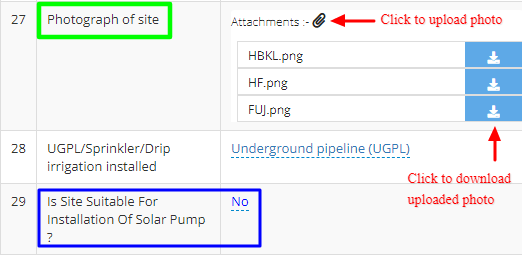 27 Photograph of site Attachments :- Click to upload photo
HBKL.png
HF.png
FUJ.png
28 UGPL/Sprinkler/Drip Underground pipeline (UGPL)
irrigation installed
Click to download
uploaded photo
29 Is Site Suitable For No
Installation Of Solar Pump
?